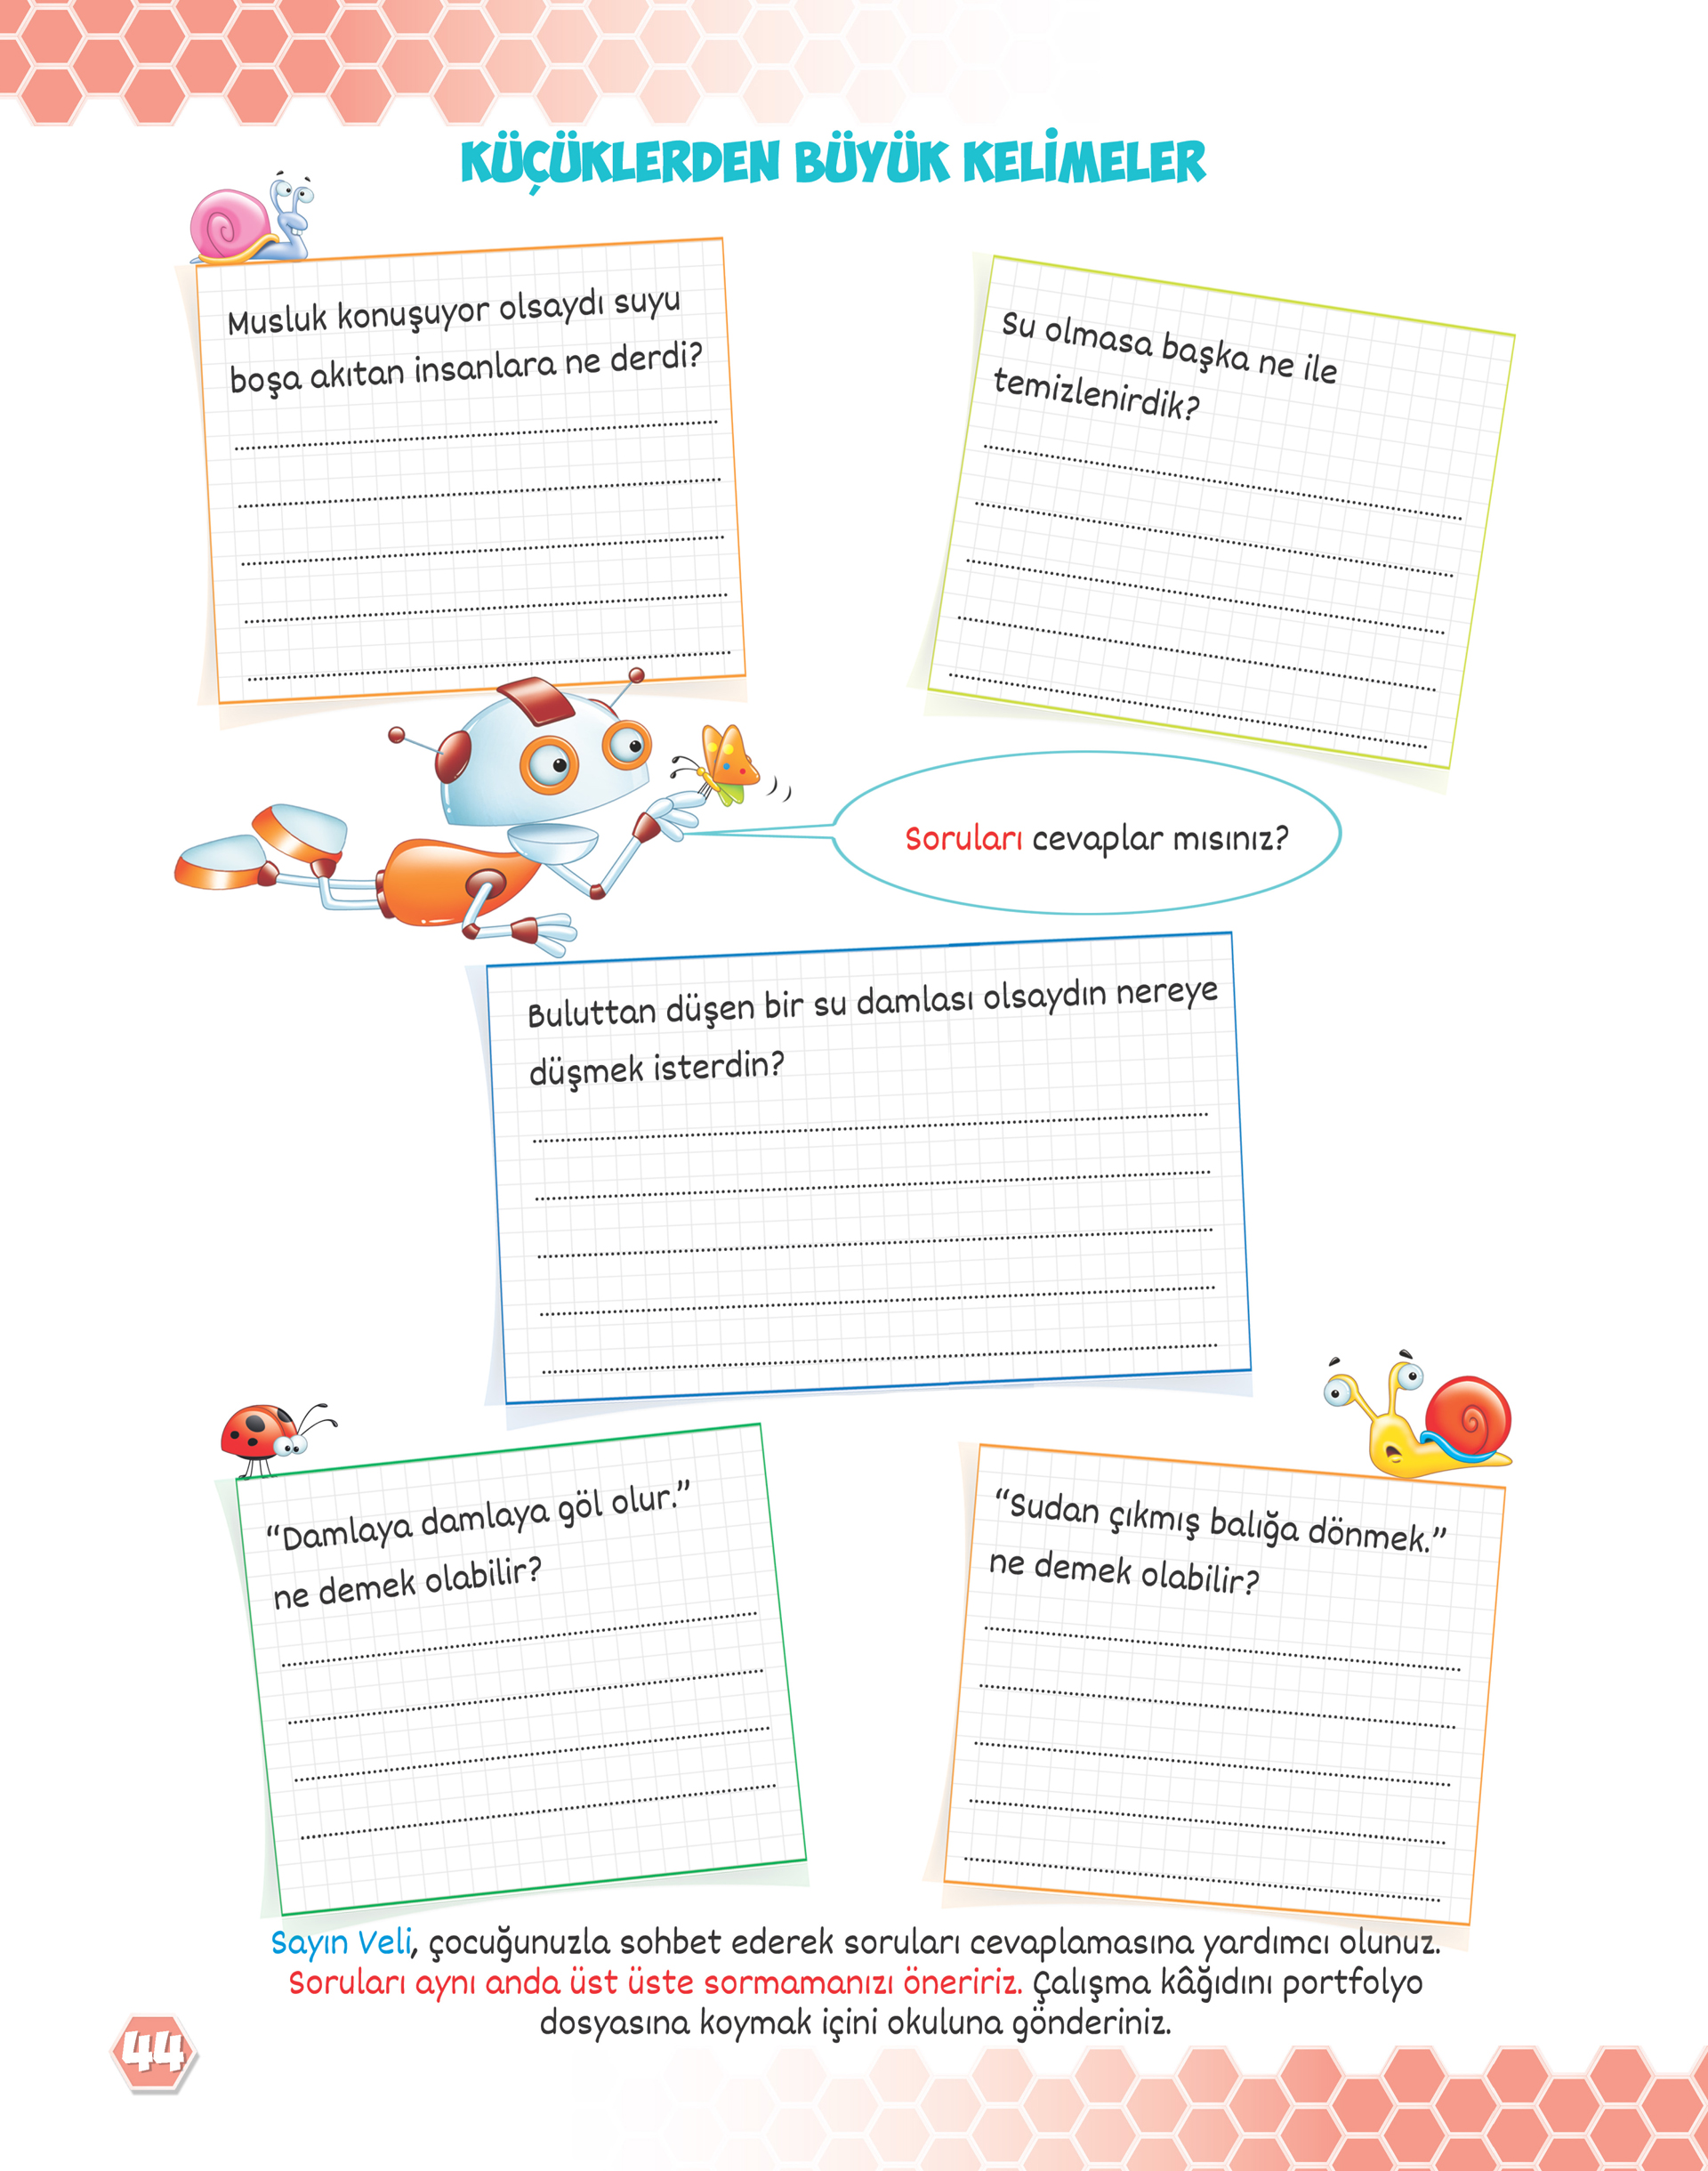 KÜÇÜKLERDEN BÜYÜK KELİMELER
Musluk konuşuyor olsaydı suyu
boşa akıtan insanlara ne derdi?
Su olmasa başka ne ile
temizlenirdik?
Soruları cevaplar mısınız?
Buluttan düşen bir su damlası olsaydın nereye
düşmek isterdin?
“Damlaya damlaya göl olur.”
ne demek olabilir?
“Sudan çıkmış balığa dönmek.”
ne demek olabilir?
Sayın Veli, çocuğunuzla sohbet ederek soruları cevaplamasına yardımcı olunuz.
Soruları aynı anda üst üste sormamanızı öneririz. Çalışma kâğıdını portfolyo
dosyasına koymak içini okuluna gönderiniz.
44